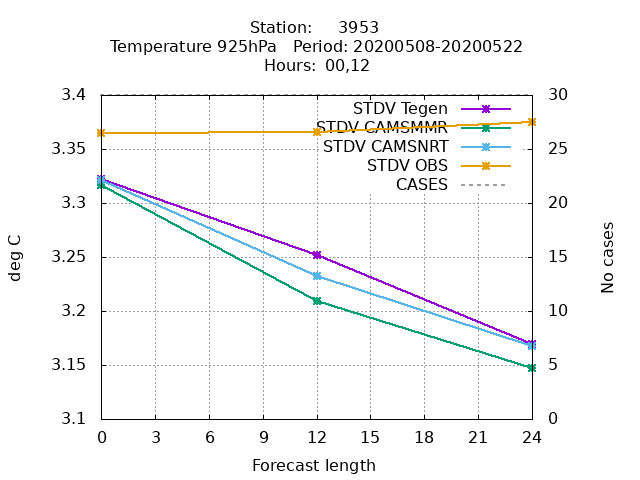 Station: 3953
Temperature 925hPa Period: 20200508-20200522
Hours: 00,12
3.4
3.35
3.3
3.25
3.2
3.15
3.1
deg C
STDV Tegen
STDV CAMSMMR
STDV CAMSNRT
STDV OBS
CASES
30
25
20
15
10
5
0
No cases
0 3 6 9 12 15 18 21 24
Forecast length